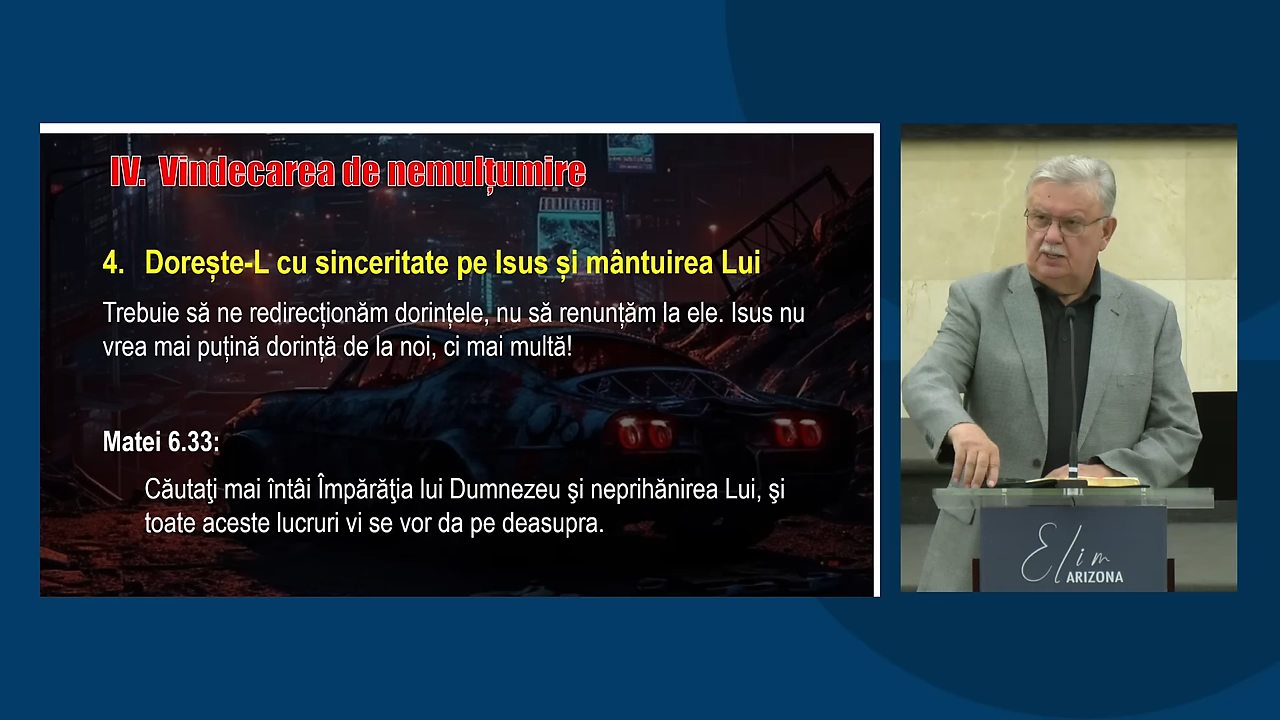 IV. Vindecarea de nemulțumire
4. Dorește-L cu sinceritate pe Isus și mântuirea Lui
Trebuie să ne redirecționăm dorințele, nu să renunțăm la ele. Isus nu
vrea mai puțină dorință de la noi, ci mai multă!
Matei 6.33:
Căutaţi mai întâi Împărăţia lui Dumnezeu şi neprihănirea Lui, şi
toate aceste lucruri vi se vor da pe deasupra.
Elim
ARIZONA